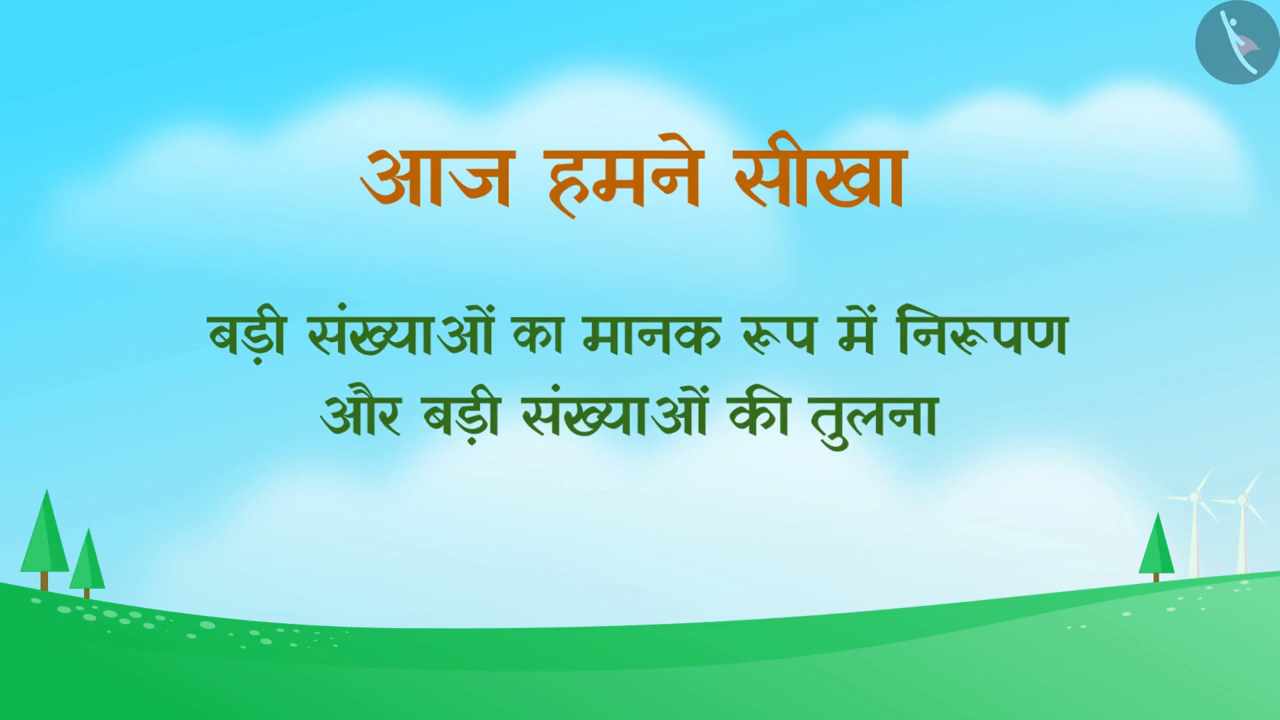 आज हमने सीखा
बड़ी संख्याओं का मानक रूप में निरूपण
और बड़ी संख्याओं की तुलना